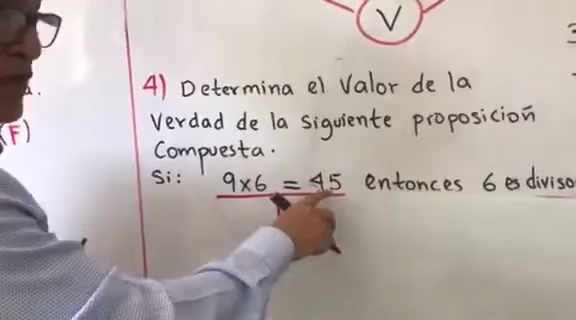 V
a.
(F)
4) Determina el Valor de la
Verdad de la siguiente proposición
Compuesta.
Si: 9x6 = 45 entonces 6 es diviso